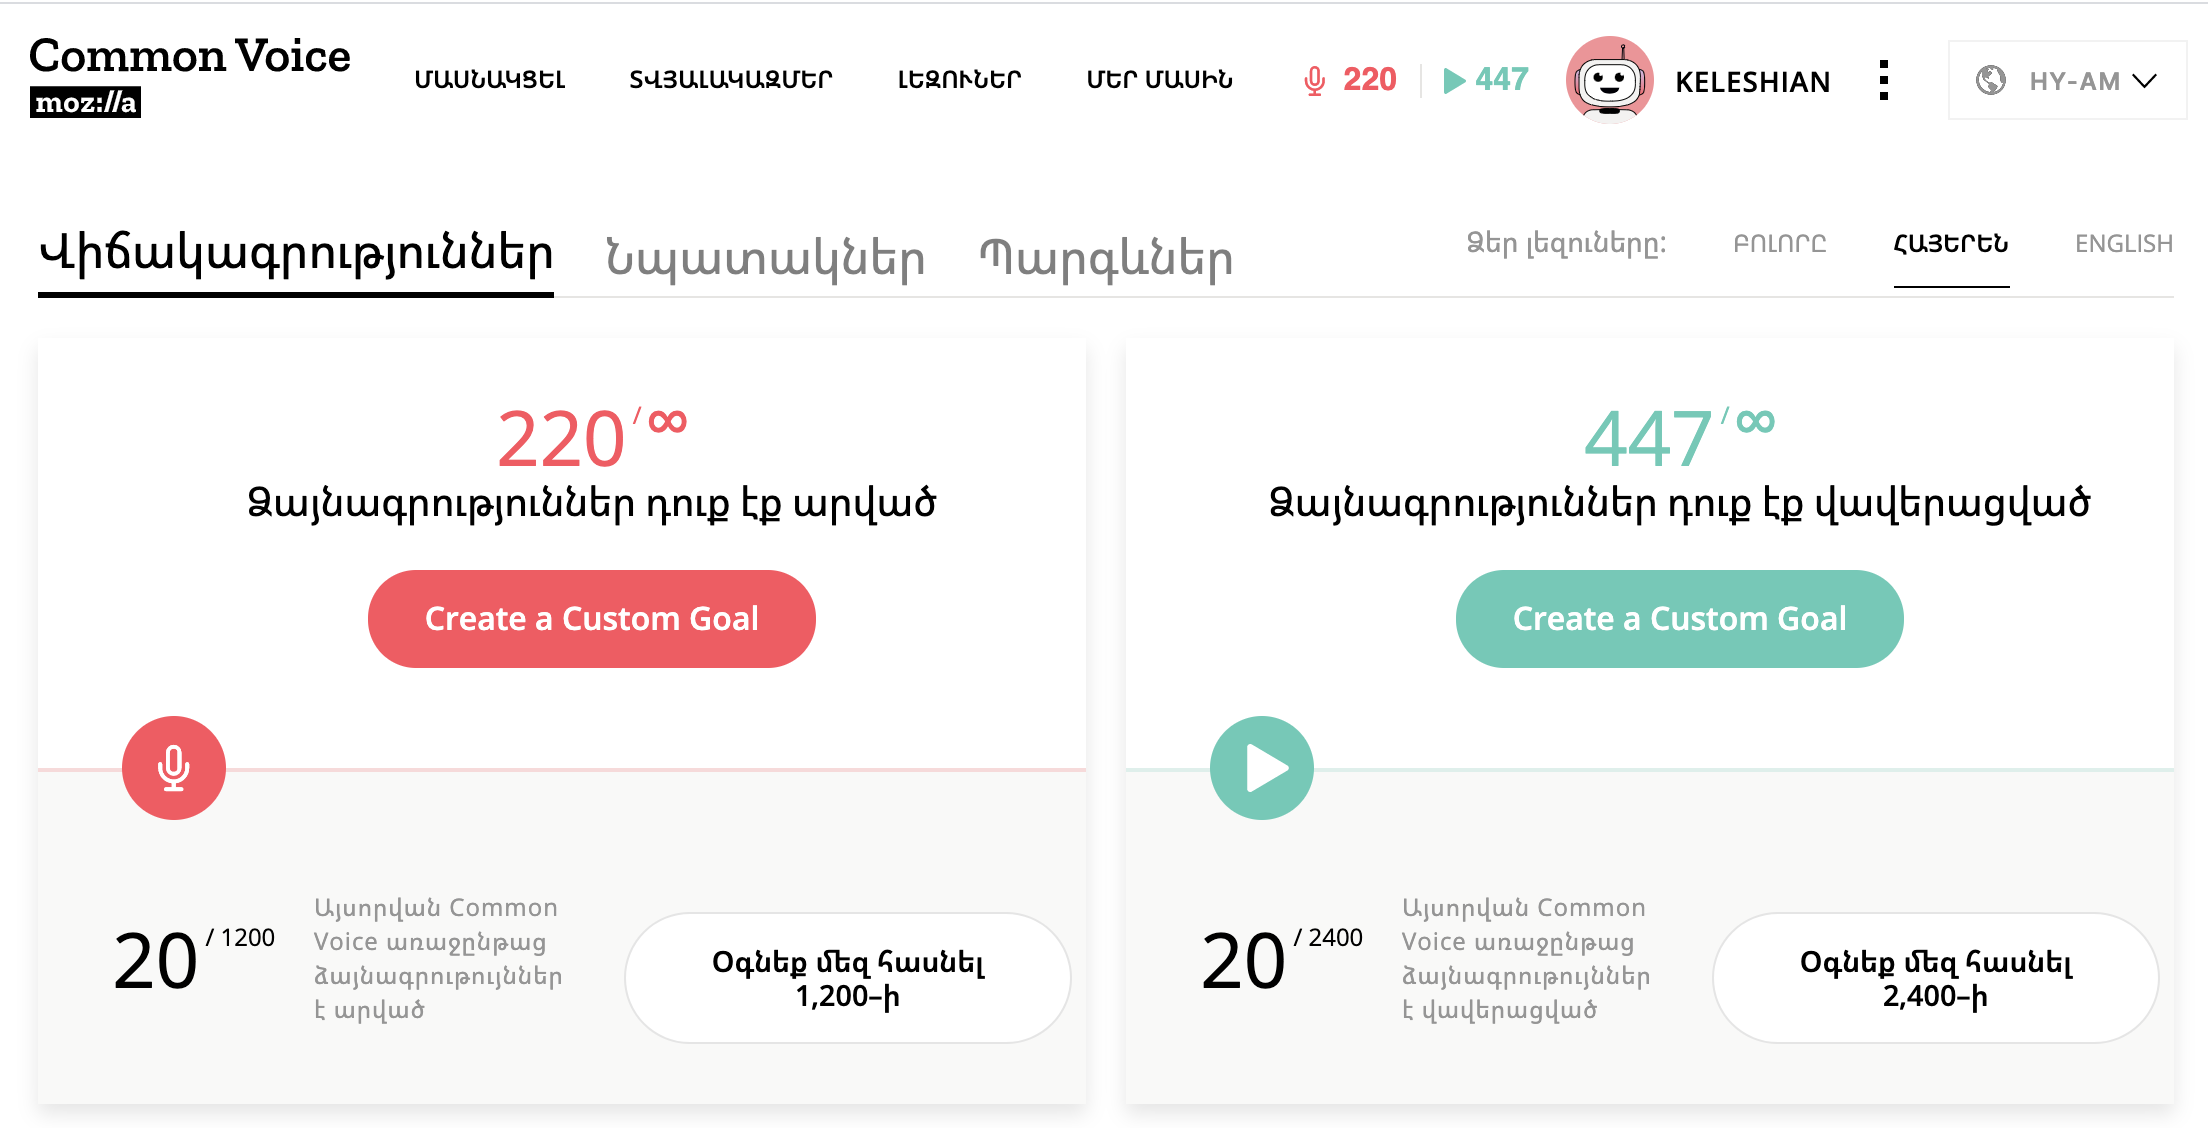 Common Voice
moz://a
ՄԱՍՆԱԿՑԵԼ ՏՎՅԱԼԱԿԱԶՄԵՐ ԼԵԶՈՒՆԵՐ ՄԵՐ ՄԱՍԻՆ 220 447 KELESHIAN HY-AM
Վիճակագրություններ Նպատակներ Պարգևներ Ձեր լեզուները: ԲՈԼՈՐԸ ՀԱՅԵՐԵՆ ENGLISH
220 / ∞
Ձայնագրություններ դուք էք արված
Create a Custom Goal
20 / 1200
Այսորվան Common
Voice առաջընթաց
ձայնագրութույններ
է արված
Օգնեք մեզ հասնել
1,200–ի
447 / ∞
Ձայնագրություններ դուք էք վավերացված
Create a Custom Goal
20 / 2400
Այսորվան Common
Voice առաջընթաց
ձայնագրութույններ
է վավերացված
Օգնեք մեզ հասնել
2,400–ի